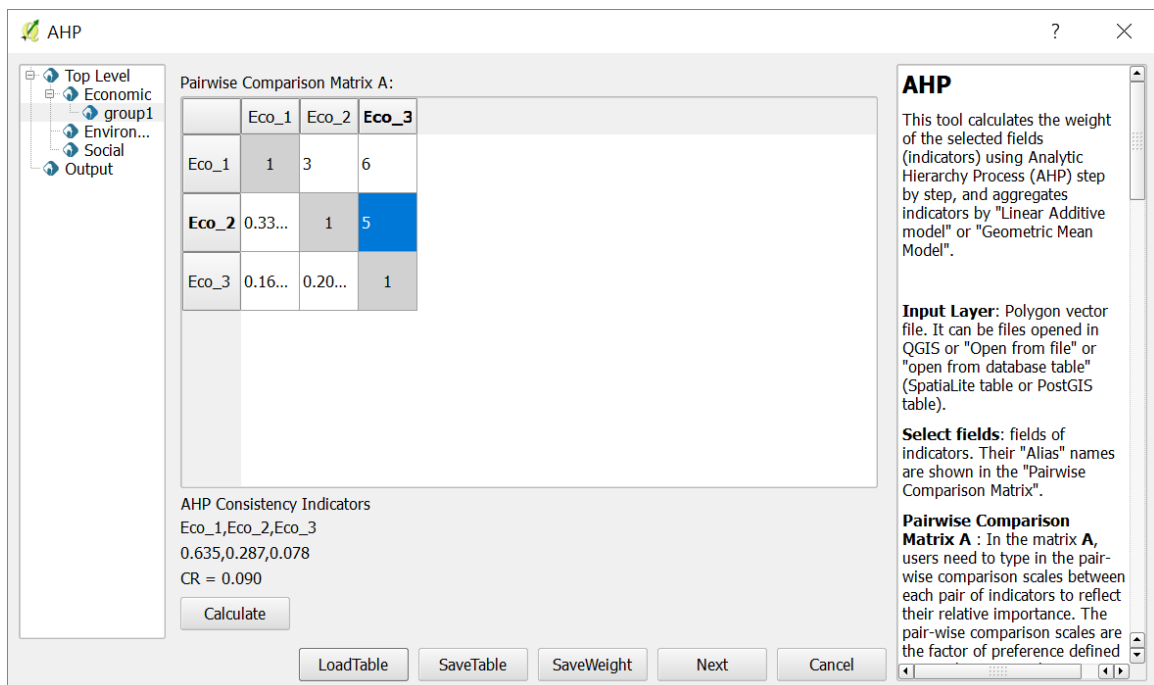 AHP
?
Top Level
Economic
group1
Environ...
Social
Output
Pairwise Comparison Matrix A:
Eco_1 Eco_2 Eco_3
Eco_1 1 3 6
Eco_2 0.33... 1 5
Eco_3 0.16... 0.20... 1
AHP Consistency Indicators
Eco_1,Eco_2,Eco_3
0.635,0.287,0.078
CR = 0.090
Calculate
LoadTable SaveTable SaveWeight Next Cancel
AHP
This tool calculates the weight
of the selected fields
(indicators) using Analytic
Hierarchy Process (AHP) step
by step, and aggregates
indicators by "Linear Additive
model" or "Geometric Mean
Model".
Input Layer: Polygon vector
file. It can be files opened in
QGIS or "Open from file" or
"open from database table"
(SpatiaLite table or PostGIS
table).
Select fields: fields of
indicators. Their "Alias" names
are shown in the "Pairwise
Comparison Matrix".
Pairwise Comparison
Matrix A : In the matrix A,
users need to type in the pair-
wise comparison scales between
each pair of indicators to reflect
their relative importance. The
pair-wise comparison scales are
the factor of preference defined